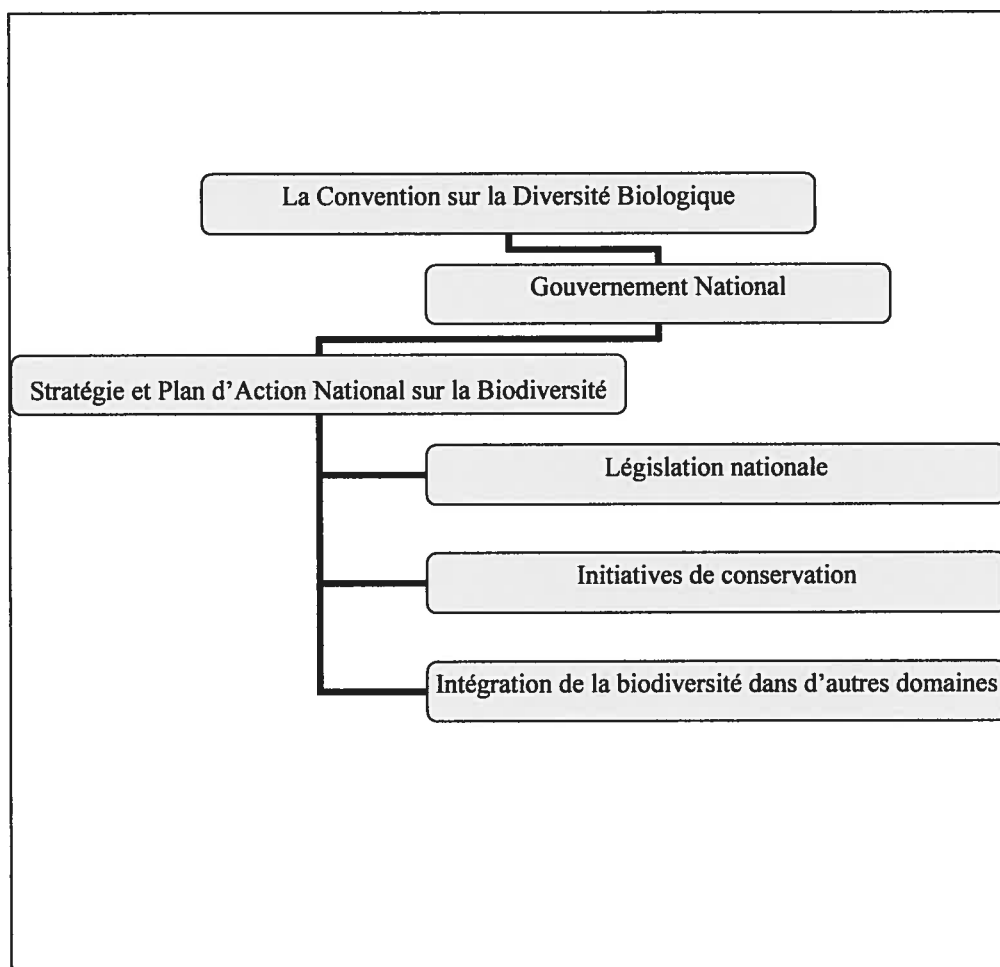 La Convention sur la Diversité Biologique
Gouvernement National
Stratégie et Plan d'Action National sur la Biodiversité
Législation nationale
Initiatives de conservation
Intégration de la biodiversité dans d'autres domaines